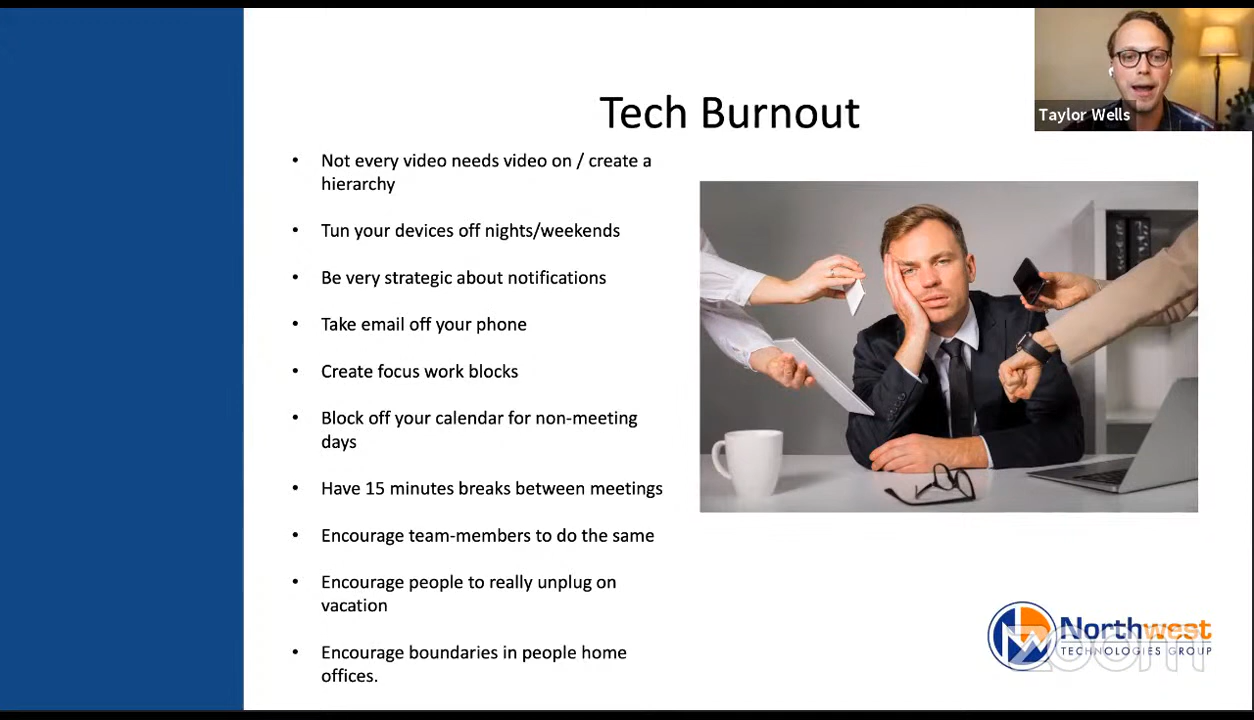 Tech Burnout
Taylor Wells
• Not every video needs video on / create a
hierarchy
• Tun your devices off nights/weekends
• Be very strategic about notifications
• Take email off your phone
• Create focus work blocks
• Block off your calendar for non-meeting
days
• Have 15 minutes breaks between meetings
• Encourage team-members to do the same
• Encourage people to really unplug on
vacation
• Encourage boundaries in people home
offices.
Northwest
TECHNOLOGIES GROUP
zoom